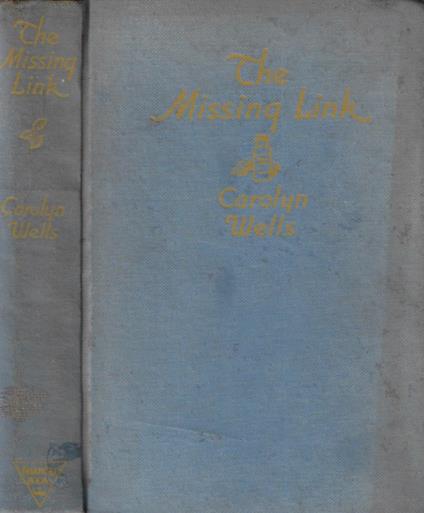 The
Missing
Link
Carolyn
Wells
The
Missing Link
Carolyn
Wells